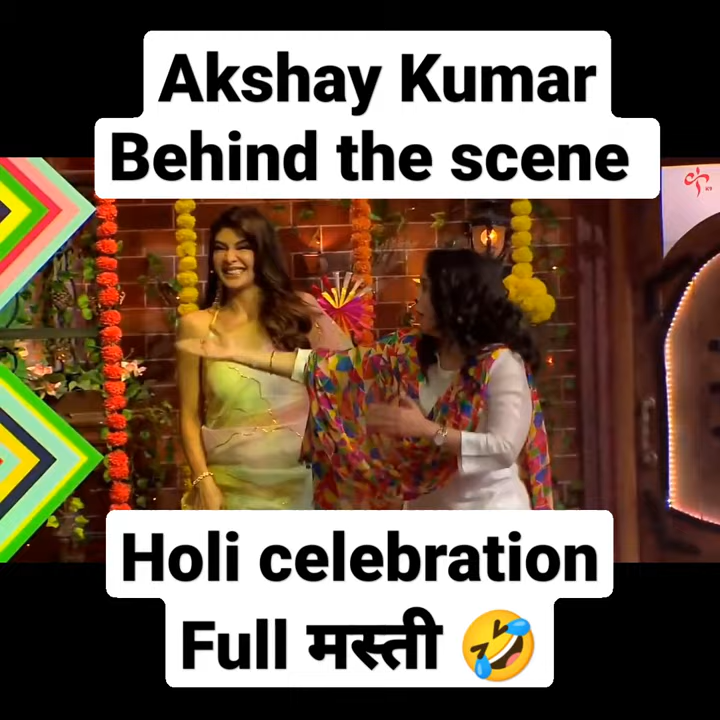 Akshay Kumar
Behind the scene
Holi celebration
Full मस्ती 🤣